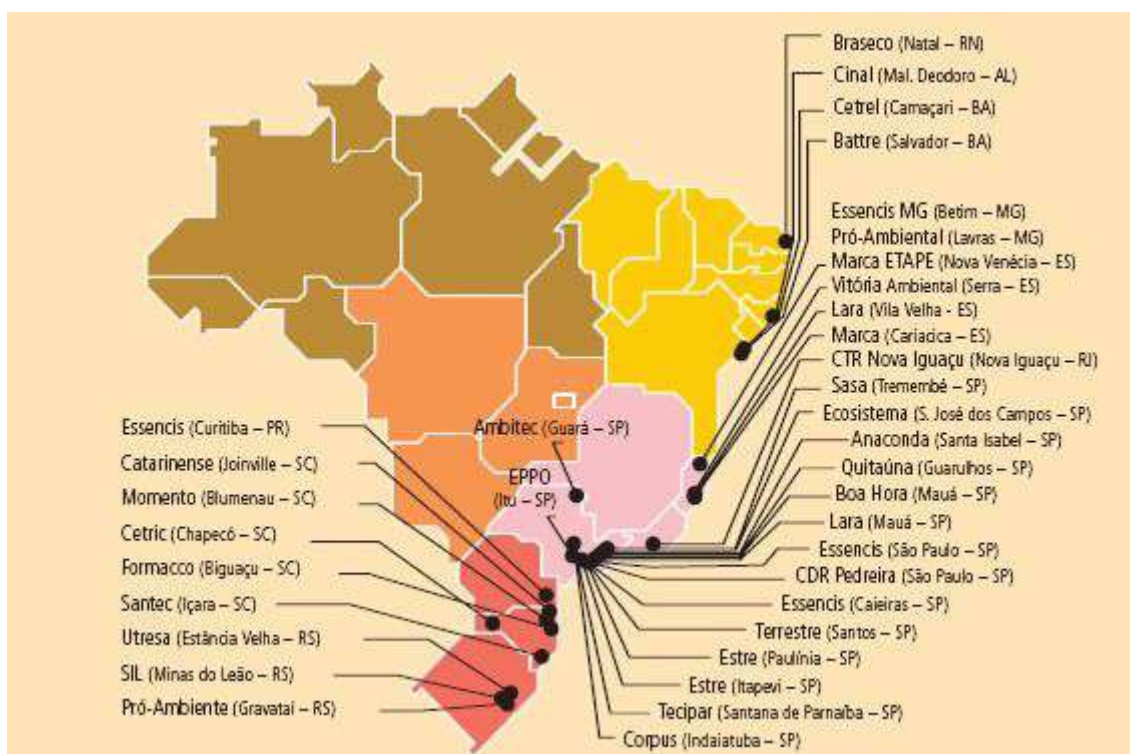 Braseco (Natal – RN)
Cinal (Mal. Deodoro – AL)
Cetrel (Camaçari – BA)
Battre (Salvador – BA)
Essencis MG (Betim – MG)
Pró-Ambiental (Lavras – MG)
Marca ETAPE (Nova Venécia – ES)
Vitória Ambiental (Serra – ES)
Lara (Vila Velha - ES)
Marca (Cariacica – ES)
CTR Nova Iguaçu (Nova Iguaçu – RJ)
Sasa (Tremembé – SP)
Ecosistema (S. José dos Campos – SP)
Anaconda (Santa Isabel – SP)
Quitaúna (Guarulhos – SP)
Boa Hora (Mauá – SP)
Lara (Mauá – SP)
Essencis (São Paulo – SP)
CDR Pedreira (São Paulo – SP)
Essencis (Caieiras – SP)
Terrestre (Santos – SP)
Estre (Paulínia – SP)
Estre (Itapevi – SP)
Tecipar (Santana de Parnaíba – SP)
Corpus (Indaiatuba – SP)
Ambitec (Guará – SP)
EPPO
(Itu – SP)
Essencis (Curitiba – PR)
Catarinense (Joinville – SC)
Momento (Blumenau – SC)
Cetric (Chapecó – SC)
Formacco (Biguaçu – SC)
Santec (Içara – SC)
Utresa (Estância Velha – RS)
SIL (Minas do Leão – RS)
Pró-Ambiente (Gravataí – RS)